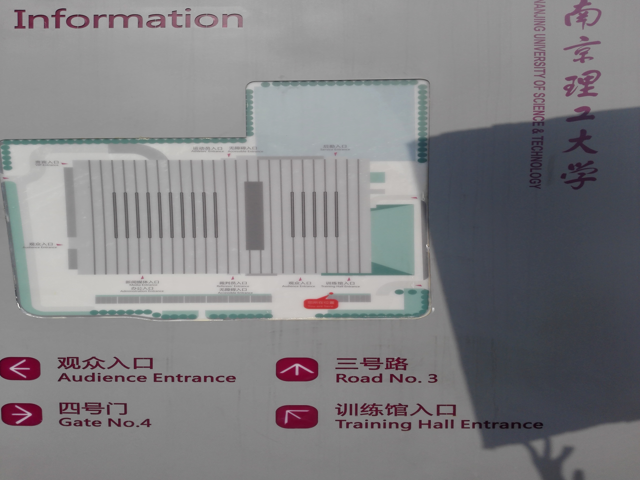 Information
南京理工大学
NANJING UNIVERSITY OF SCIENCE & TECHNOLOGY
观众入口
Audience Entrance
三号路
Road No. 3
四号门
Gate No.4
训练馆入口
Training Hall Entrance